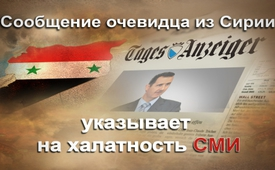 Сообщение очевидца из Сирии
Tages Anzeiger
указывает
на халатность СМИ